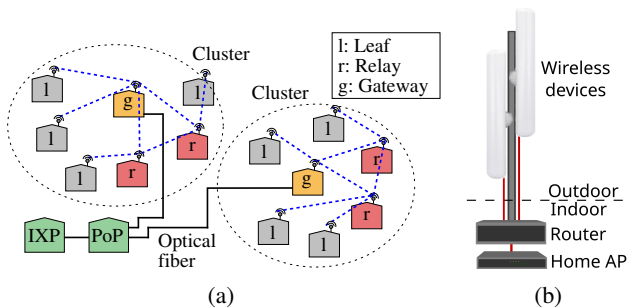 Cluster
l: Leaf
r: Relay
g: Gateway
l
g
l
l
r
l
r
Cluster
l
l
r
g
r
l
l
IXP
PoP
Optical
fiber
(a)
Wireless
devices
Outdoor
Indoor
Router
Home AP
(b)